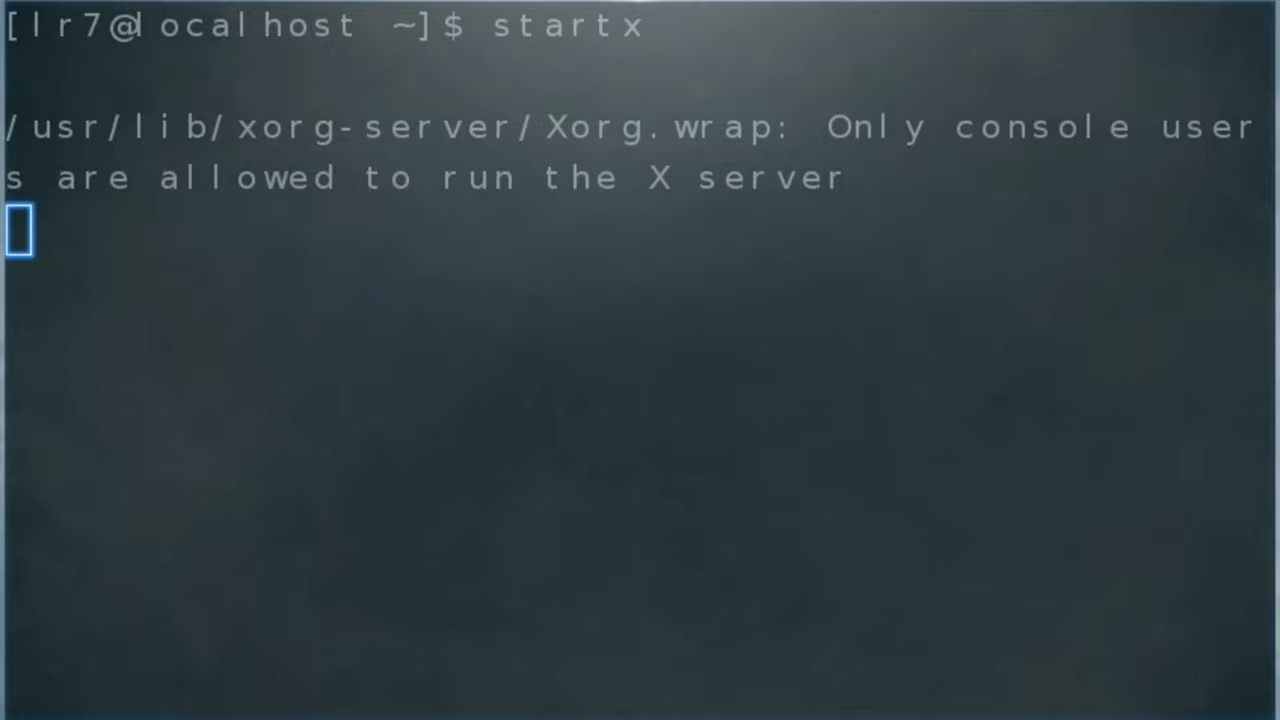 [lr7@localhost ~]$ startx
/usr/lib/xorg-server/Xorg.wrap: Only console user
s are allowed to run the X server